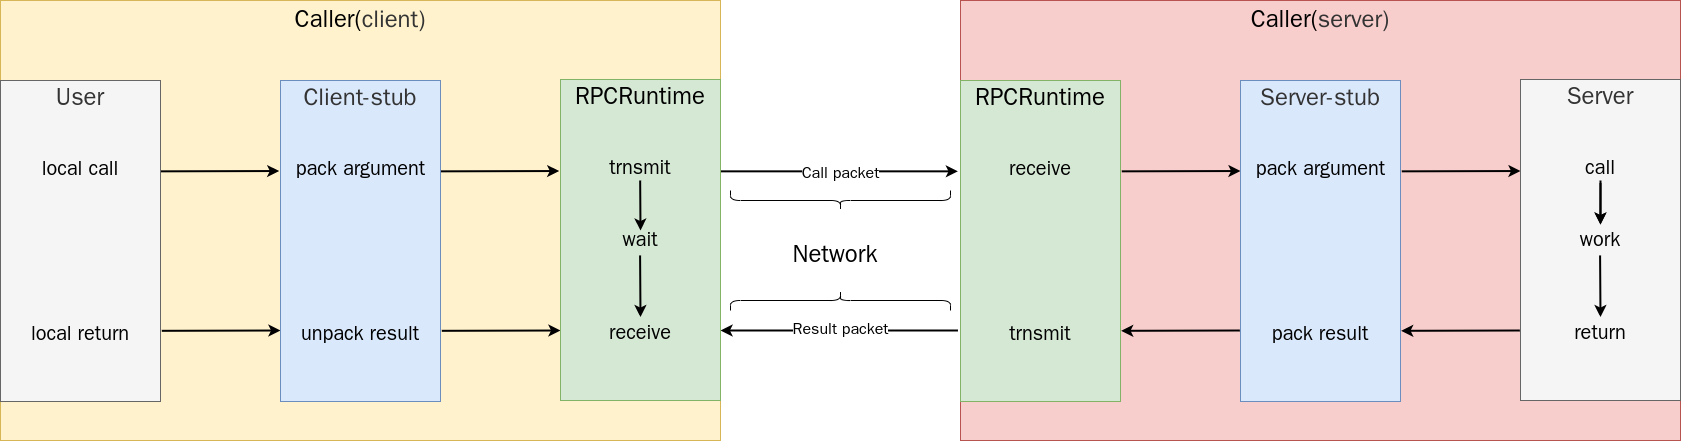 Caller(client)
Caller(server)
User
Client-stub
RPCRuntime
RPCRuntime
Server-stub
Server
local call
pack argument
trnsmit
Call packet
receive
pack argument
call
wait
Network
work
local return
unpack result
receive
Result packet
trnsmit
pack result
return